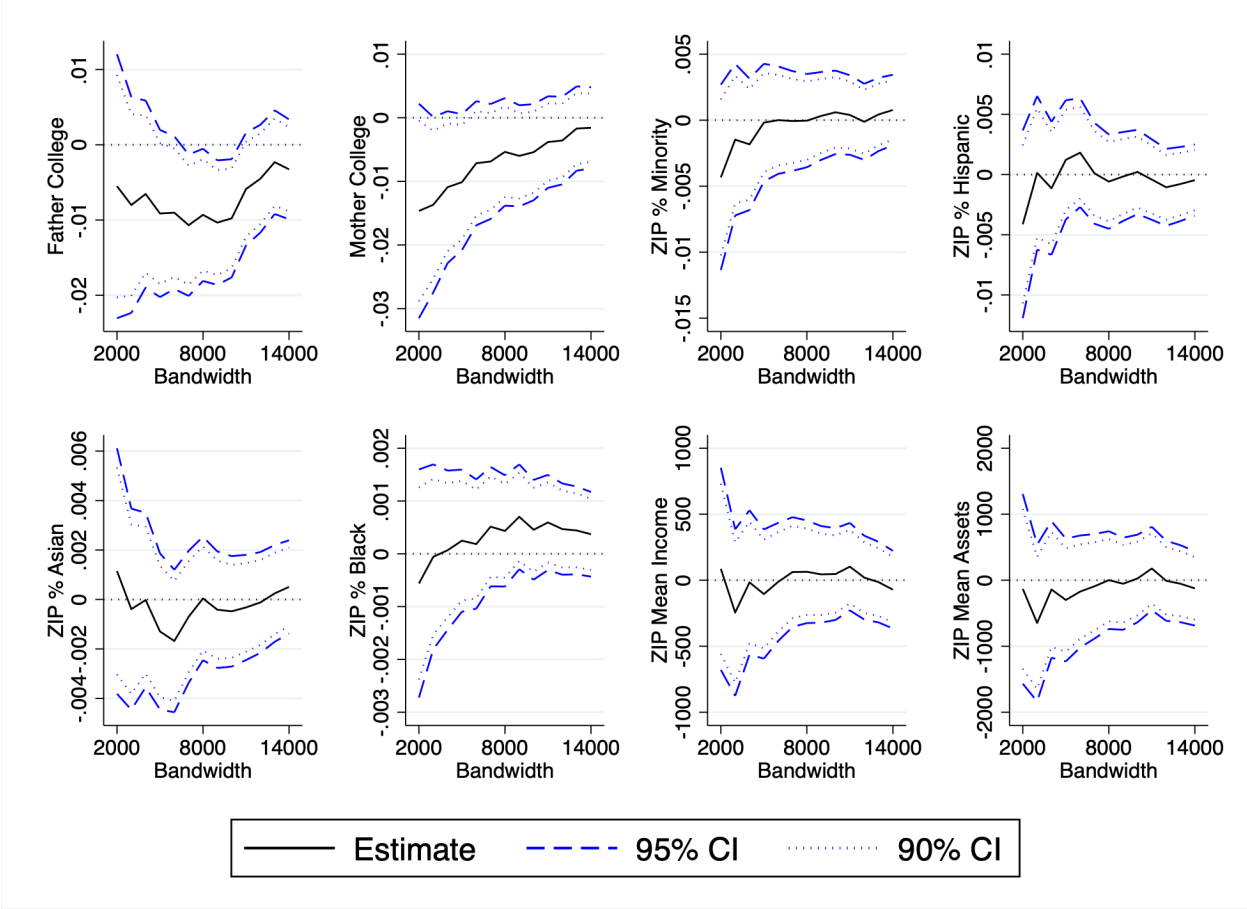 Father College
.01
0
-.01
-.02
2000 8000 14000
Bandwidth
Mother College
.01
0
-.01
-.02
-.03
2000 8000 14000
Bandwidth
ZIP % Minority
.005
0
-.005
-.01
-.015
2000 8000 14000
Bandwidth
ZIP % Hispanic
.01
.005
0
-.005
-.01
2000 8000 14000
Bandwidth
ZIP % Asian
.006
.004
.002
0
-.002
-.004
2000 8000 14000
Bandwidth
ZIP % Black
.002
.001
0
-.001
-.002
-.003
2000 8000 14000
Bandwidth
ZIP Mean Income
1000
500
0
-500
-1000
2000 8000 14000
Bandwidth
ZIP Mean Assets
2000
1000
0
-1000
-2000
2000 8000 14000
Bandwidth
Estimate 95% CI 90% CI